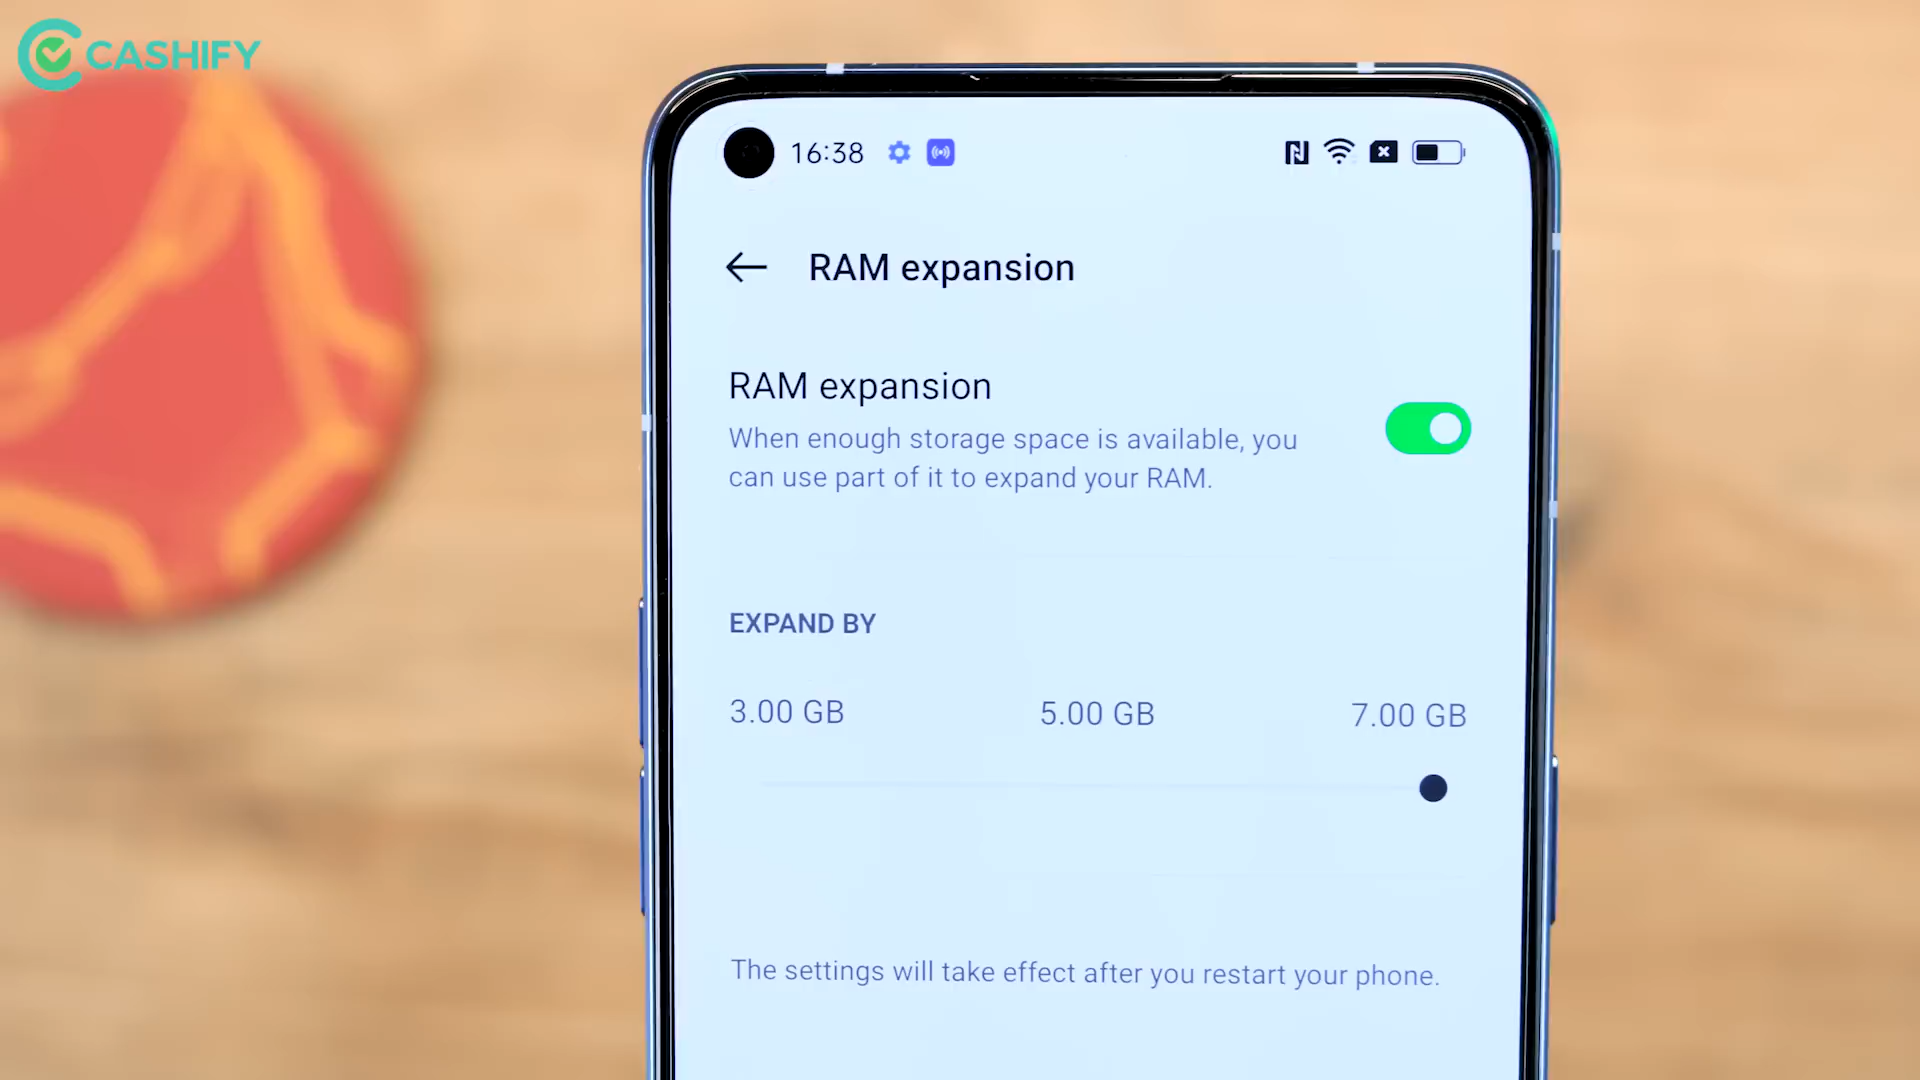 CASHIFY
16:38
RAM expansion
RAM expansion
When enough storage space is available, you
can use part of it to expand your RAM.
EXPAND BY
3.00 GB 5.00 GB 7.00 GB
The settings will take effect after you restart your phone.